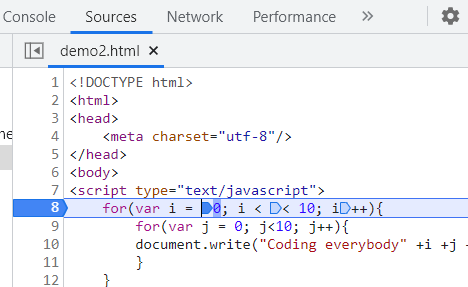 Console Sources Network Performance
demo2.html ×
1 <!DOCTYPE html>
2 <html>
3 <head>
4 <meta charset="utf-8"/>
5 </head>
6 <body>
7 <script type="text/javascript">
8 for(var i = 0; i < < 10; i++){
9 for(var j = 0; j<10; j++){
10 document.write("Coding everybody" +i +j
11 }
12 }